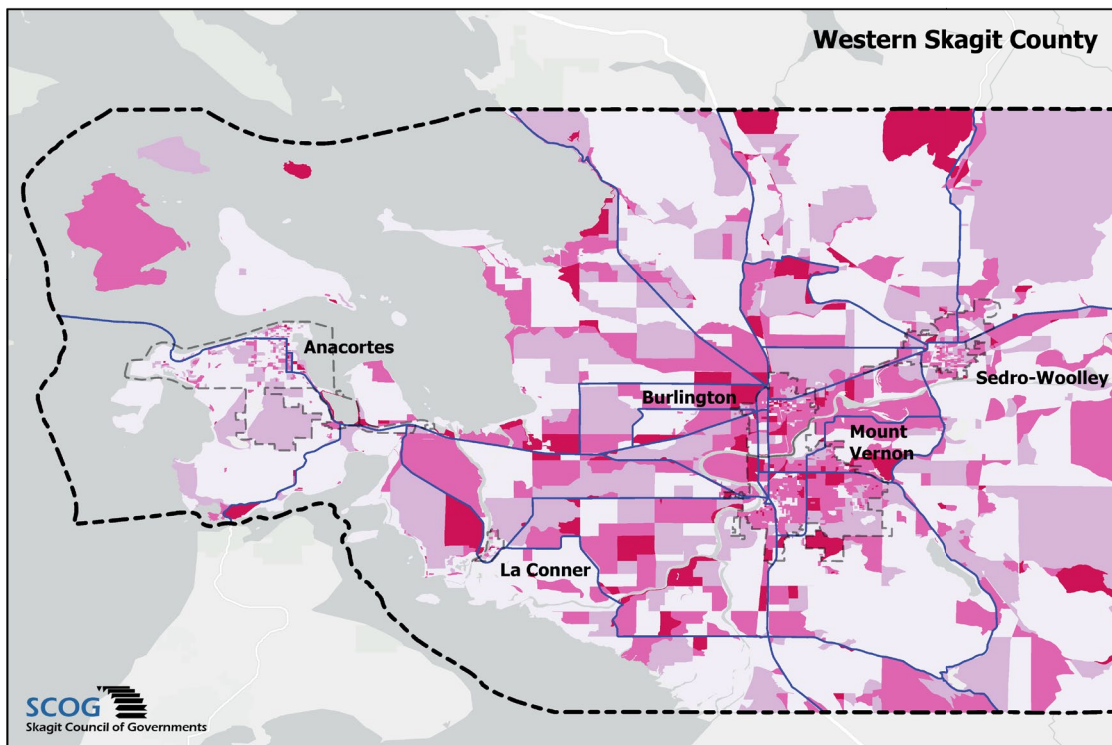 Western Skagit County
Anacortes
Burlington
Sedro-Woolley
Mount
Vernon
La Conner
SCOG
Skagit Council of Governments